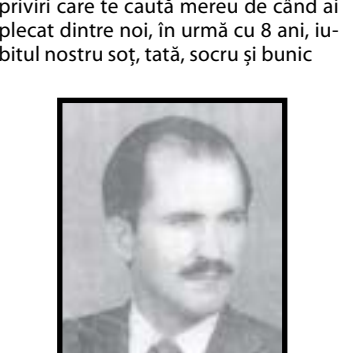 priviri care te caută mereu de când ai
plecat dintre noi, în urmă cu 8 ani, iu-
bitul nostru soț, tată, socru și bunic